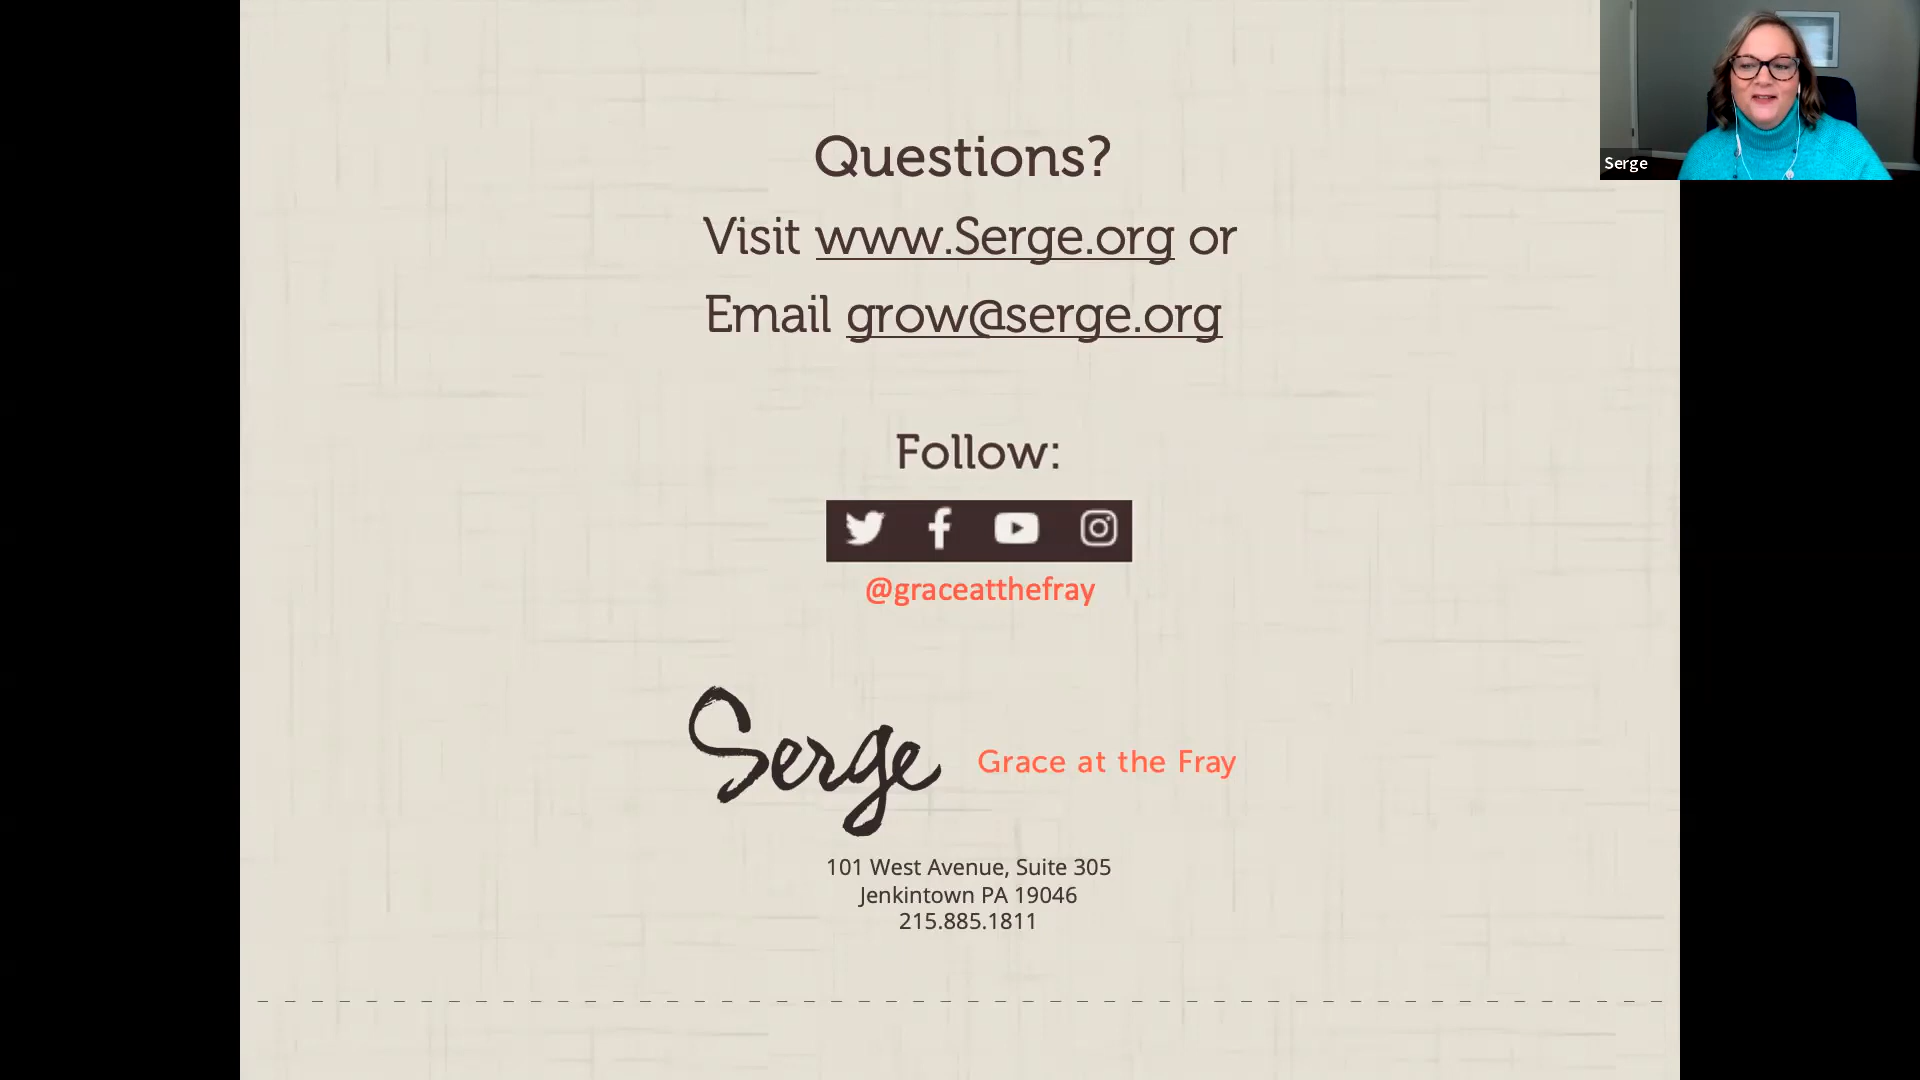 Questions?
Visit www.Serge.org or
Email grow@serge.org
Follow:
@graceatthefray
Serge
Grace at the Fray
101 West Avenue, Suite 305
Jenkintown PA 19046
215.885.1811
Serge